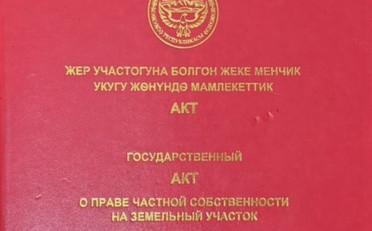 ЖЕР УЧАСТОГУНА БОЛГОН ЖЕКЕ МЕНЧИК
УКУГУ ЖӨНҮНДӨ МАМЛЕКЕТТИК
АКТ
ГОСУДАРСТВЕННЫЙ
АКТ
О ПРАВЕ ЧАСТНОЙ СОБСТВЕННОСТИ
НА ЗЕМЕЛЬНЫЙ УЧАСТОК